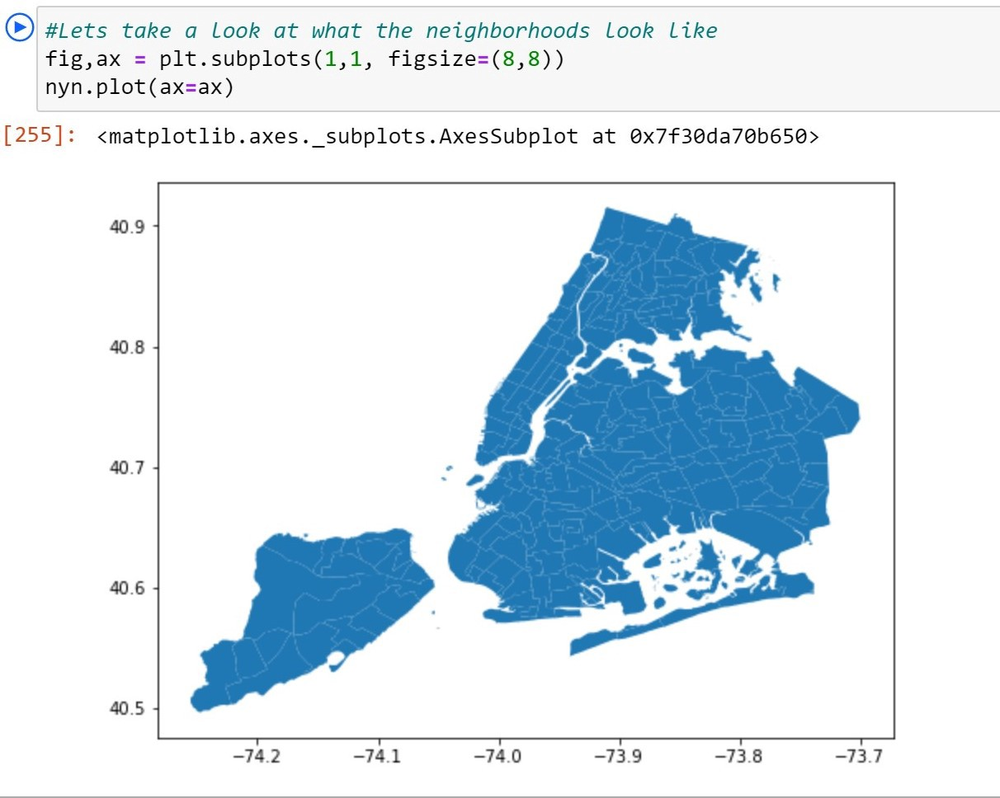 #Lets take a look at what the neighborhoods look like
fig,ax = plt.subplots(1,1, figsize=(8,8))
nyn.plot(ax=ax)
[255]: <matplotlib.axes._subplots.AxesSubplot at 0x7f30da70b650>
40.9
40.8
40.7
40.6
40.5
−74.2 −74.1 −74.0 −73.9 −73.8 −73.7